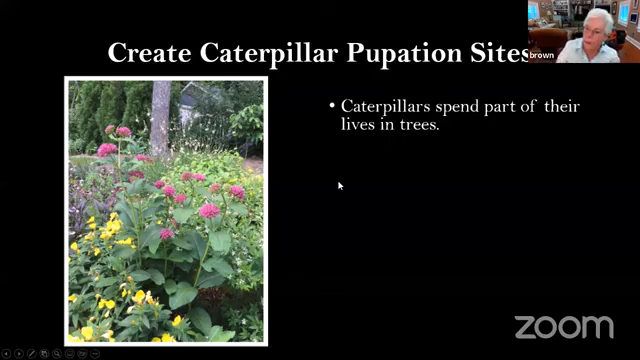 brown
Create Caterpillar Pupation Sites
• Caterpillars spend part of their
lives in trees.
zoom